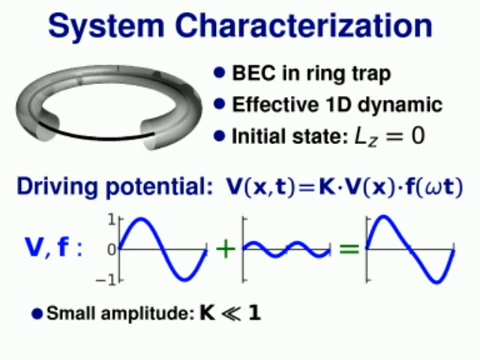 System Characterization
● BEC in ring trap
● Effective 1D dynamic
● Initial state: L_z = 0
Driving potential: V(x,t)=K·V(x)·f(ωt)
V, f : 1 0 −1 + =
● Small amplitude: K ≪ 1